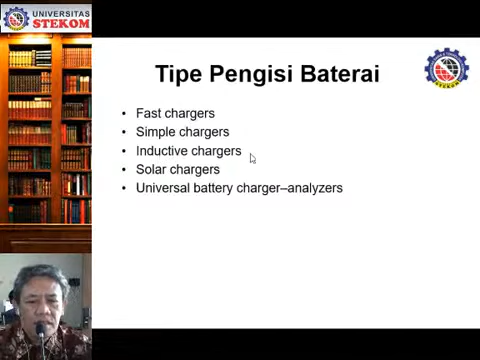 UNIVERSITAS
STEKOM
Tipe Pengisi Baterai
• Fast chargers
• Simple chargers
• Inductive chargers
• Solar chargers
• Universal battery charger–analyzers